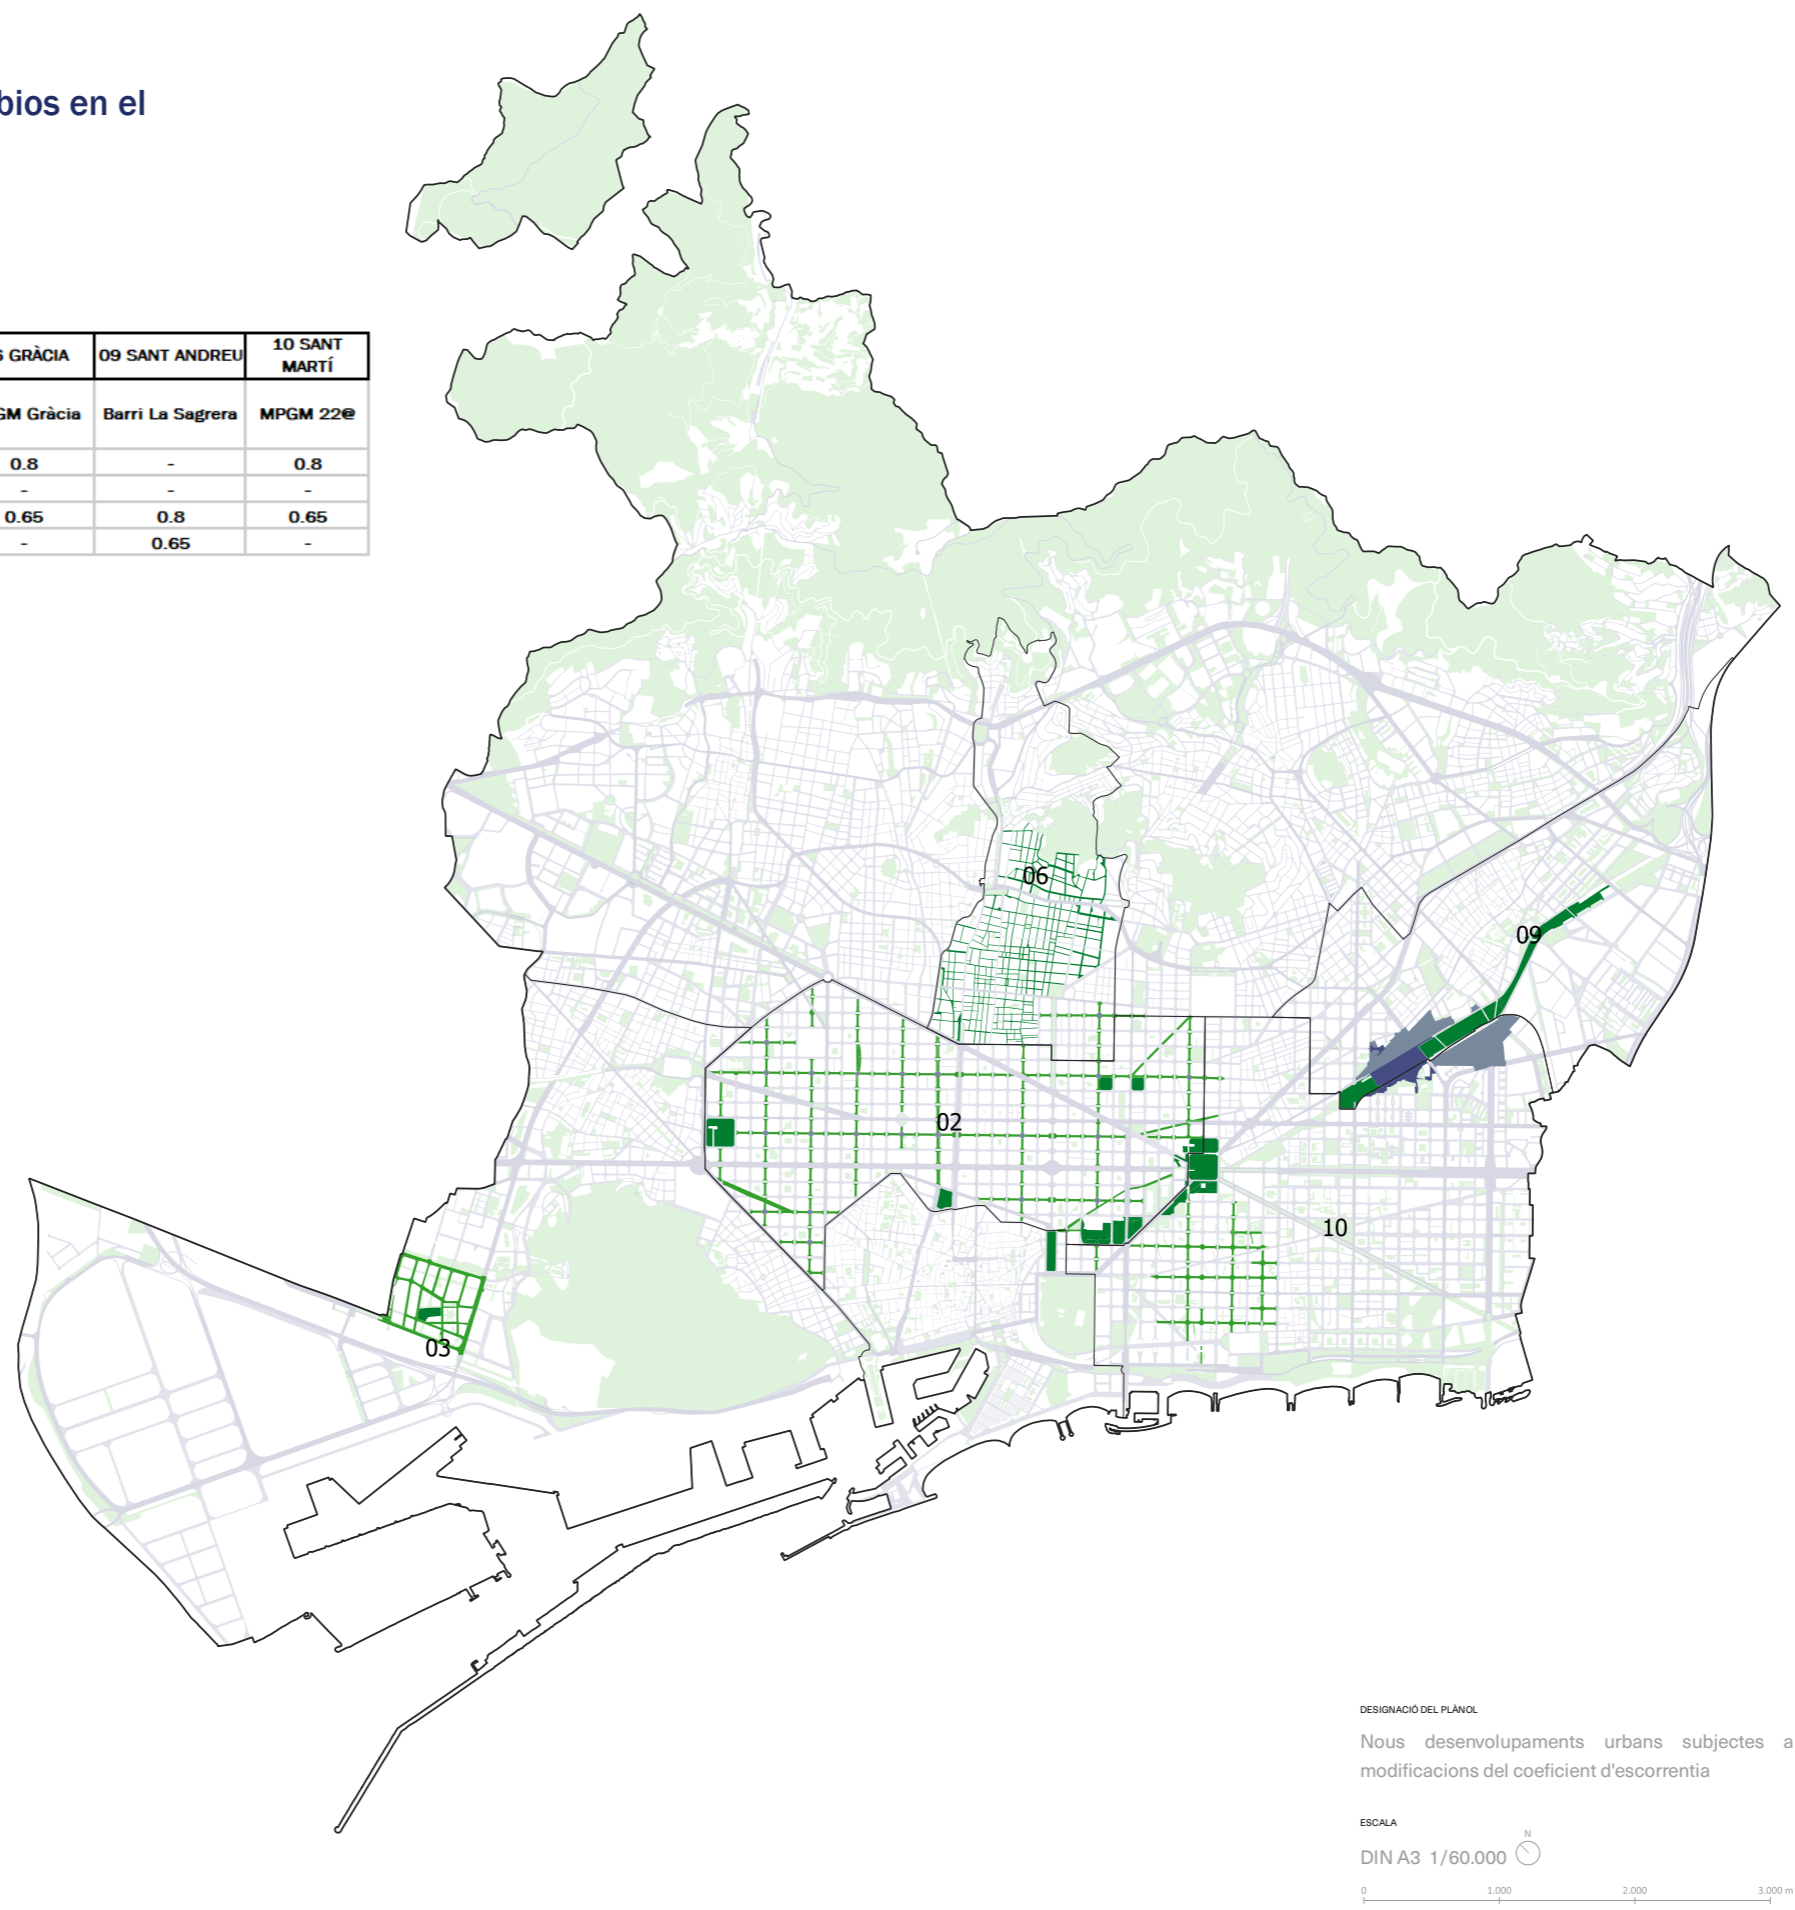 bios en el
GRÀCIA 09 SANT ANDREU 10 SANT MARTÍ
GM Gràcia Barri La Sagrera MPGM 22@
0.8 - 0.8
- - -
0.65 0.8 0.65
- 0.65 -
06
09
02
10
03
DESIGNACIÓ DEL PLÀNOL
Nous desenvolupaments urbans subjectes a
modificacions del coeficient d'escorrentia
ESCALA
N
DIN A3 1/60.000
0 1.000 2.000 3.000 m